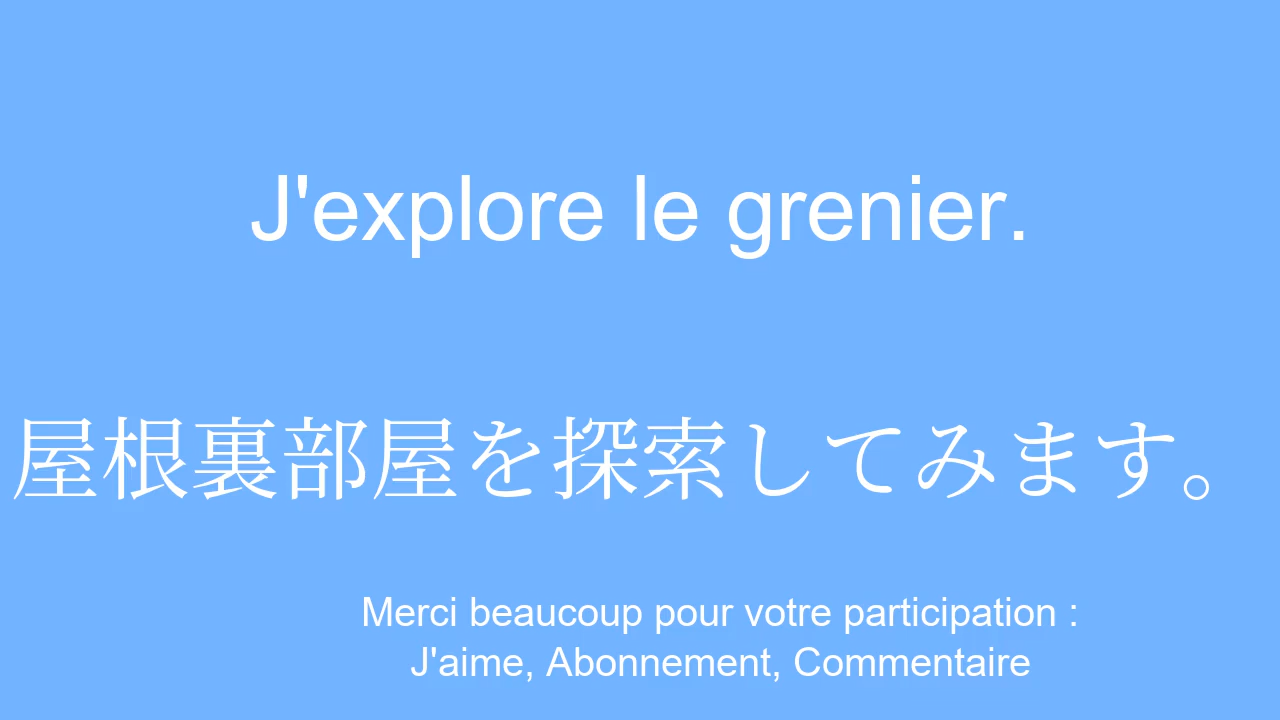 J'explore le grenier.
屋根裏部屋を探索してみます。
Merci beaucoup pour votre participation :
J'aime, Abonnement, Commentaire